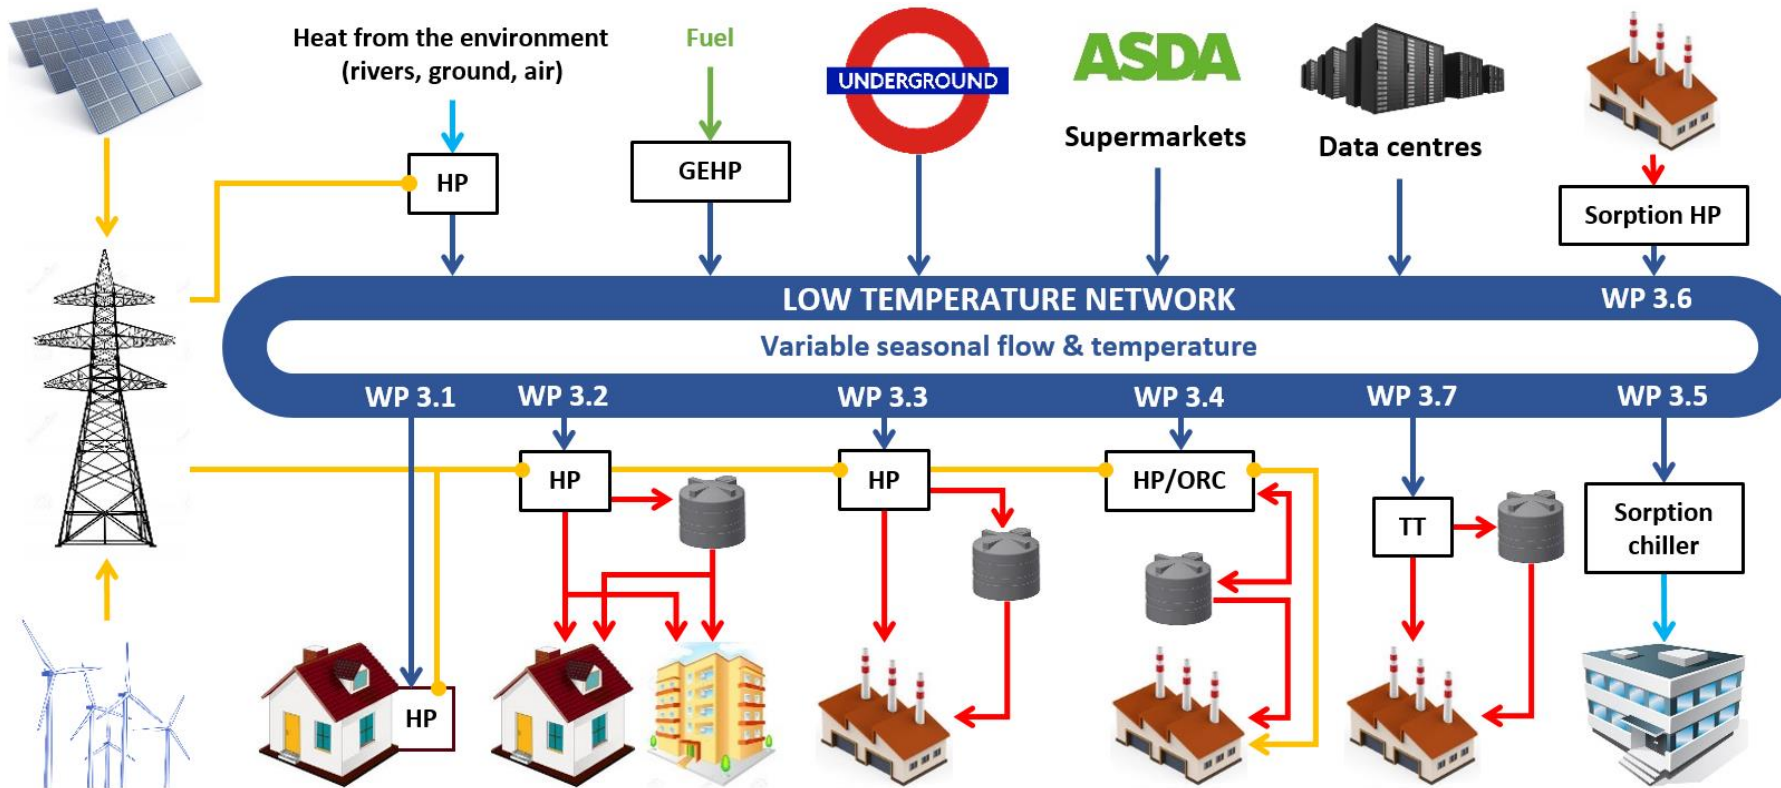 Heat from the environment
(rivers, ground, air)
Fuel
UNDERGROUND
ASDA
Supermarkets
Data centres
HP
GEHP
Sorption HP
LOW TEMPERATURE NETWORK
WP 3.6
Variable seasonal flow & temperature
WP 3.1
WP 3.2
WP 3.3
WP 3.4
WP 3.7
WP 3.5
HP
HP
HP/ORC
TT
Sorption
chiller
HP